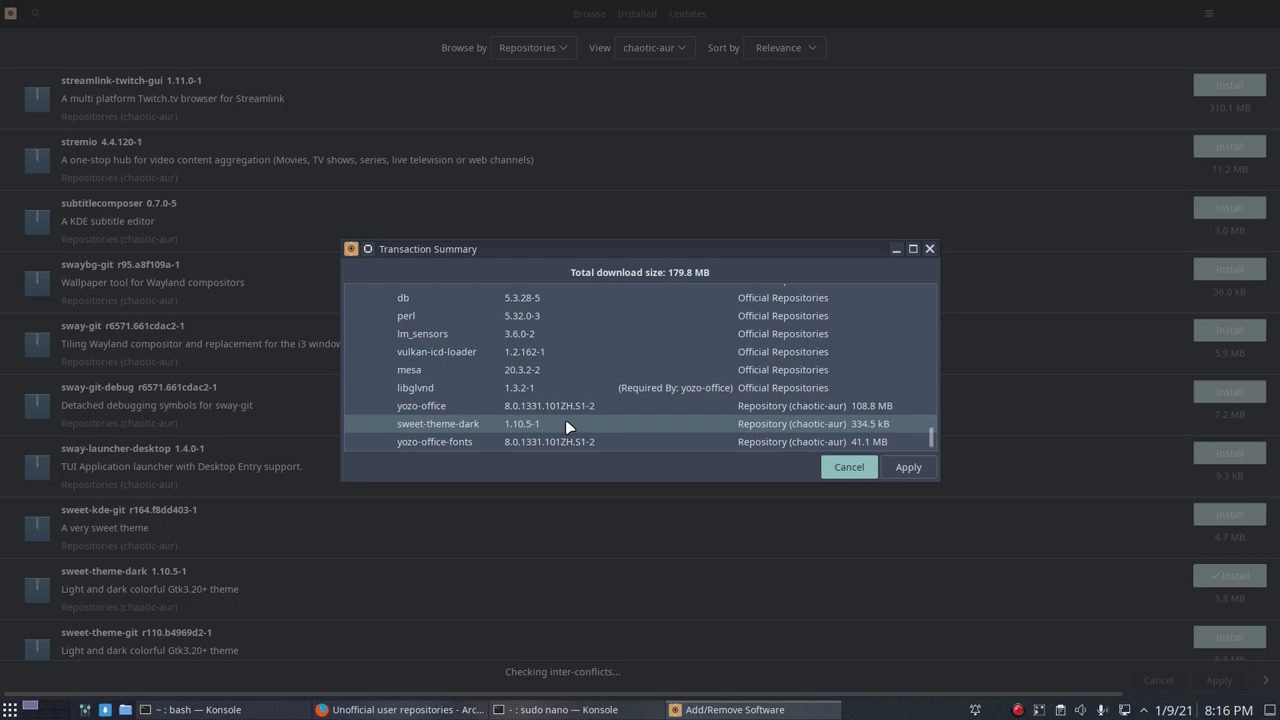 Browse Installed Updates
Browse by Repositories View chaotic-aur Sort by Relevance
streamlink-twitch-gui 1.11.0-1
A multi platform Twitch.tv browser for Streamlink
Repositories (chaotic-aur)
Install
310.1 MB
stremio 4.4.120-1
A one-stop hub for video content aggregation (Movies, TV shows, series, live television or web channels)
Repositories (chaotic-aur)
Install
11.2 MB
subtitlecomposer 0.7.0-5
A KDE subtitle editor
Repositories (chaotic-aur)
Install
3.0 MB
swaybg-git r95.a8f109a-1
Wallpaper tool for Wayland compositors
Repositories (chaotic-aur)
Install
36.0 kB
sway-git r6571.661cdac2-1
Tiling Wayland compositor and replacement for the i3 window
Repositories (chaotic-aur)
Install
5.9 MB
sway-git-debug r6571.661cdac2-1
Detached debugging symbols for sway-git
Repositories (chaotic-aur)
Install
7.2 MB
sway-launcher-desktop 1.4.0-1
TUI Application launcher with Desktop Entry support.
Repositories (chaotic-aur)
Install
9.3 kB
sweet-kde-git r164.f8dd403-1
A very sweet theme
Repositories (chaotic-aur)
Install
4.7 MB
sweet-theme-dark 1.10.5-1
Light and dark colorful Gtk3.20+ theme
Repositories (chaotic-aur)
Install
3.8 MB
sweet-theme-git r110.b4969d2-1
Light and dark colorful Gtk3.20+ theme
Install
Transaction Summary
Total download size: 179.8 MB
db 5.3.28-5 Official Repositories
perl 5.32.0-3 Official Repositories
lm_sensors 3.6.0-2 Official Repositories
vulkan-icd-loader 1.2.162-1 Official Repositories
mesa 20.3.2-2 Official Repositories
libglvnd 1.3.2-1 (Required By: yozo-office) Official Repositories
yozo-office 8.0.1331.101ZH.S1-2 Repository (chaotic-aur) 108.8 MB
sweet-theme-dark 1.10.5-1 Repository (chaotic-aur) 334.5 kB
yozo-office-fonts 8.0.1331.101ZH.S1-2 Repository (chaotic-aur) 41.1 MB
Cancel Apply
Checking inter-conflicts...
Cancel Apply
~ : bash — Konsole
Unofficial user repositories - Arc...
- : sudo nano — Konsole
Add/Remove Software
1/9/21 8:16 PM